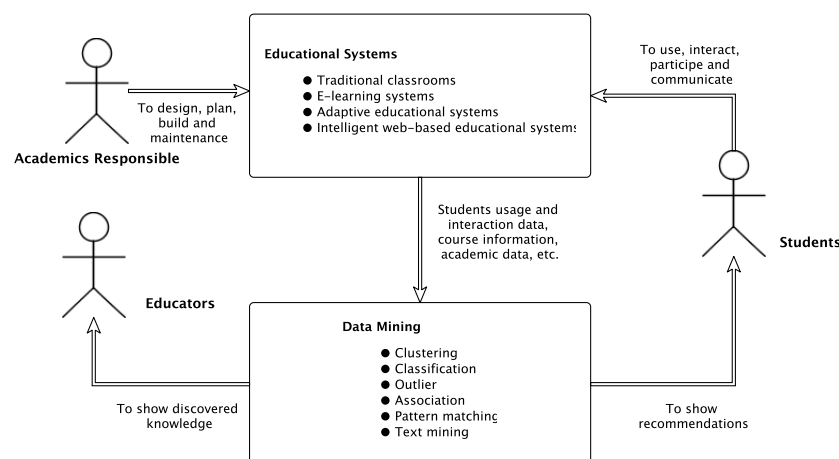 Educational Systems
● Traditional classrooms
● E-learning systems
● Adaptive educational systems
● Intelligent web-based educational systems
To use, interact,
participe and
communicate
To design, plan,
build and
maintenance
Academics Responsible
Students usage and
interaction data,
course information,
academic data, etc.
Students
Educators
Data Mining
● Clustering
● Classification
● Outlier
● Association
● Pattern matching
● Text mining
To show discovered
knowledge
To show
recommendations